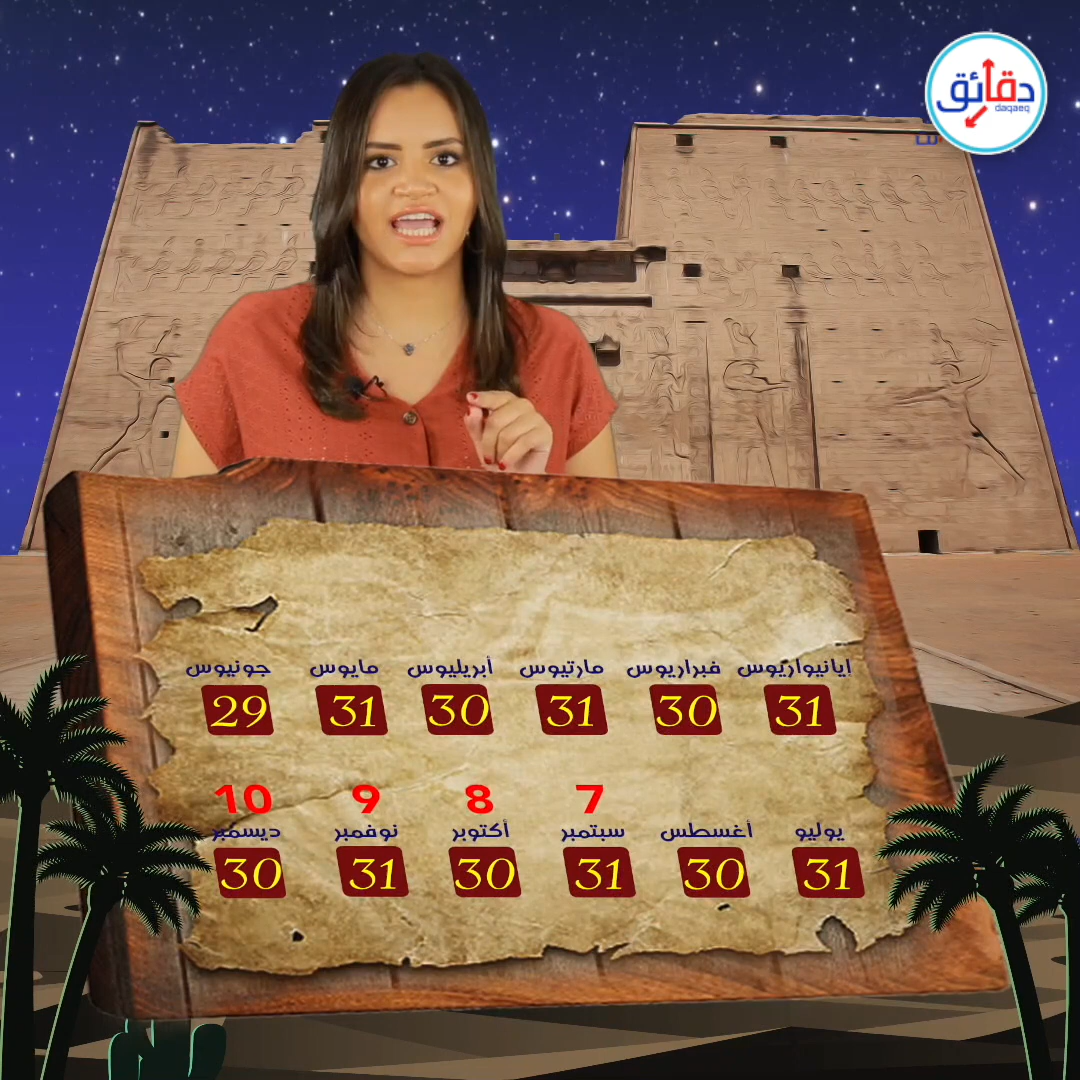 دقائق
daqaeq
إيانيواريوس فبراريوس مارتيوس أبريليوس مايوس جونيوس
31 30 31 30 31 29
7 8 9 10
يوليو أغسطس سبتمبر أكتوبر نوفمبر ديسمبر
31 30 31 30 31 30